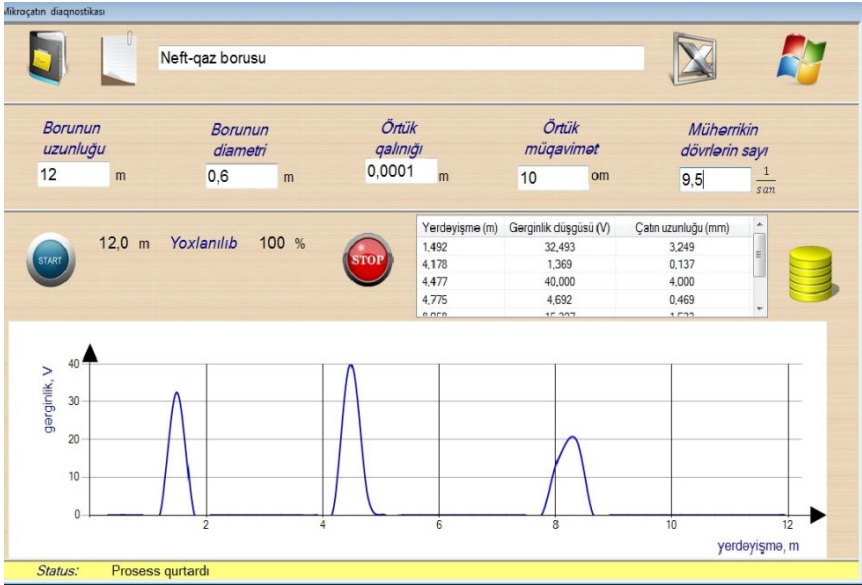 Mikroçatın diaqnostikası
Neft-qaz borusu
Borunun uzunluğu
12 m
Borunun diametri
0,6 m
Örtük qalınığı
0,0001 m
Örtük müqavimət
10 om
Mühərrikin dövrlərin sayı
9,5 1/san
START
12,0 m Yoxlanılıb 100 %
STOP
Yerdəyişmə (m) Gərginlik düşgüsü (V) Çatın uzunluğu (mm)
1,492 32,493 3,249
4,178 1,369 0,137
4,477 40,000 4,000
4,775 4,692 0,469
gərginlik, V
40
30
20
10
0
2 4 6 8 10 12
yerdəyişmə, m
Status: Prosess qurtardı